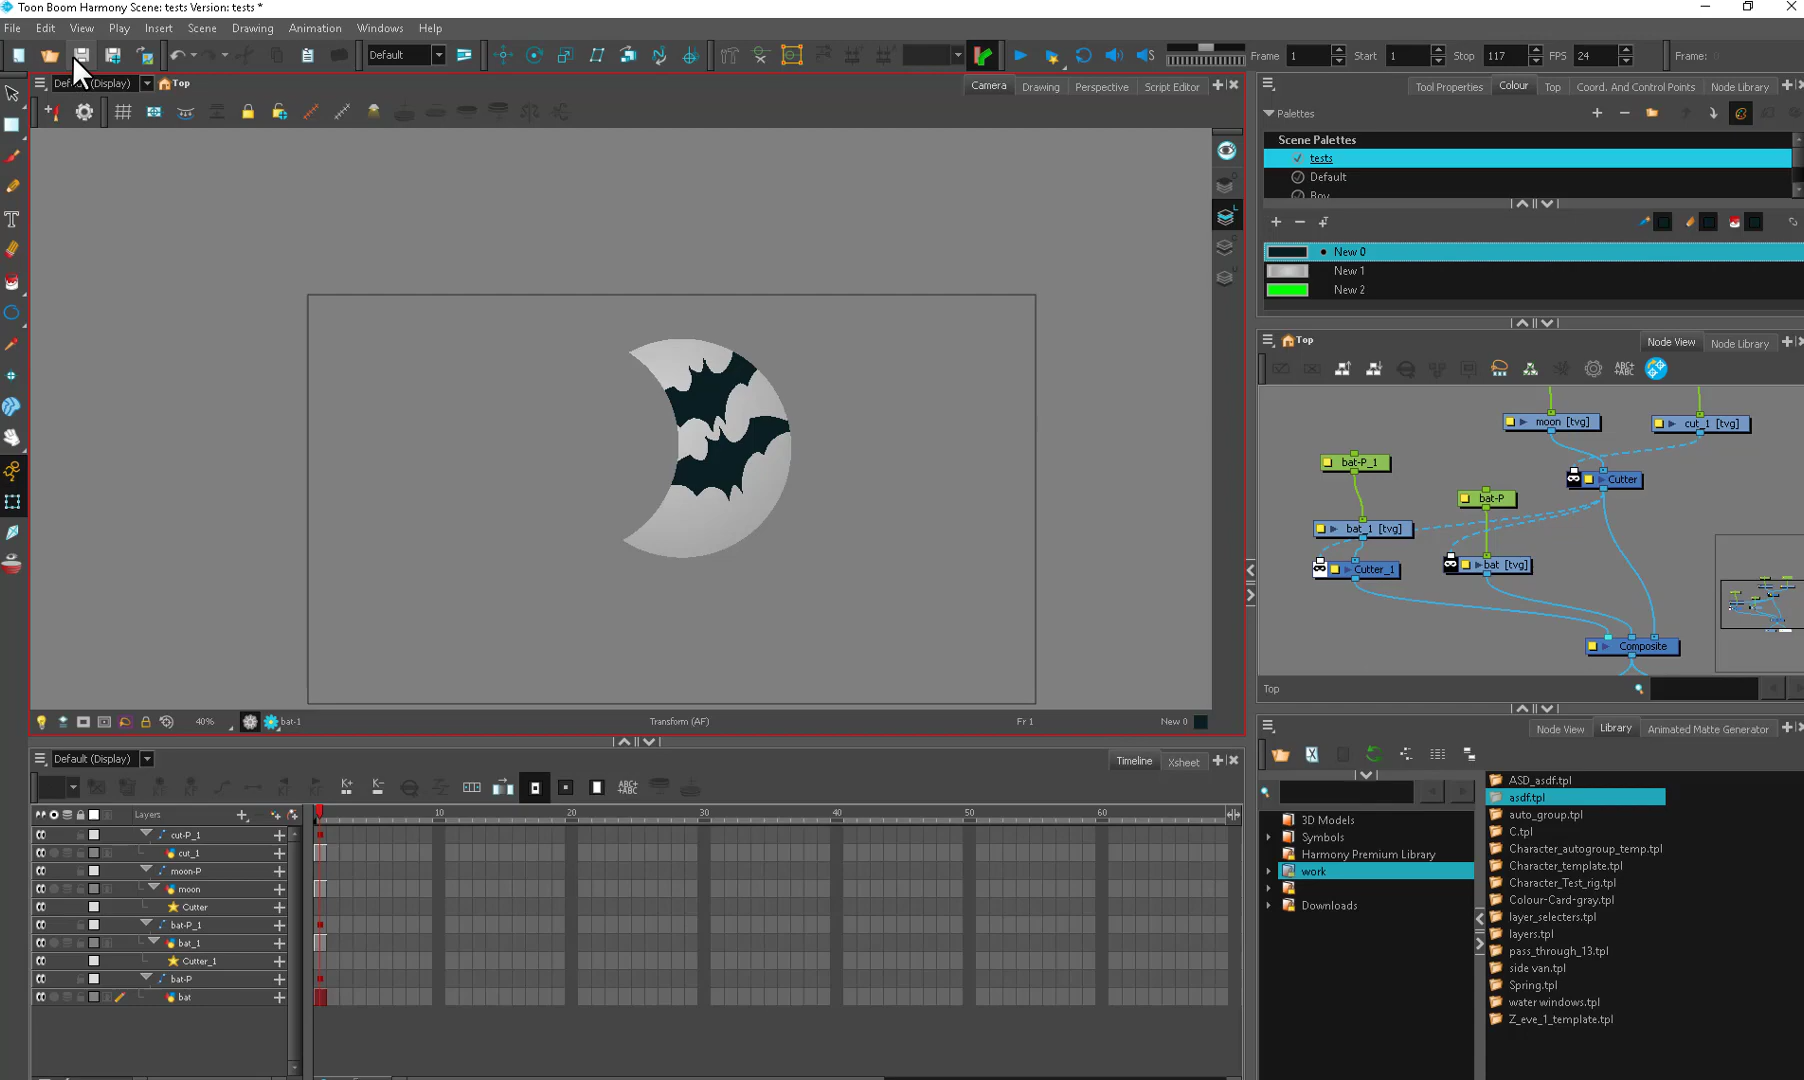 Toon Boom Harmony Scene: tests Version: tests *
File Edit View Play Insert Scene Drawing Animation Windows Help
Default Frame 1 Start 1 Stop 117 FPS 24 Frame: 0
(Display) Top Camera Drawing Perspective Script Editor
Tool Properties Colour Top Coord. And Control Points Node Library
Palettes
Scene Palettes
tests
Default
New 0
New 1
New 2
Top Node View Node Library
ABC+ABC
moon [tvg] cut_1 [tvg]
bat-P_1
Cutter
bat-P
bat_1 [tvg]
bat [tvg]
Cutter_1
Composite
Top
40% bat-1 Transform (AF) Fr 1 New 0
Node View Library Animated Matte Generator
Default (Display) Timeline Xsheet
K+ K- ABC+ABC
Layers 10 20 30 40 50 60
cut-P_1
cut_1
moon-P
moon
Cutter
bat-P_1
bat_1
Cutter_1
bat-P
bat
3D Models
Symbols
Harmony Premium Library
work
Downloads
ASD_asdf.tpl
asdf.tpl
auto_group.tpl
C.tpl
Character_autogroup_temp.tpl
Character_template.tpl
Character_Test_rig.tpl
Colour-Card-gray.tpl
layer_selecters.tpl
layers.tpl
pass_through_13.tpl
side van.tpl
Spring.tpl
water windows.tpl
Z_eve_1_template.tpl